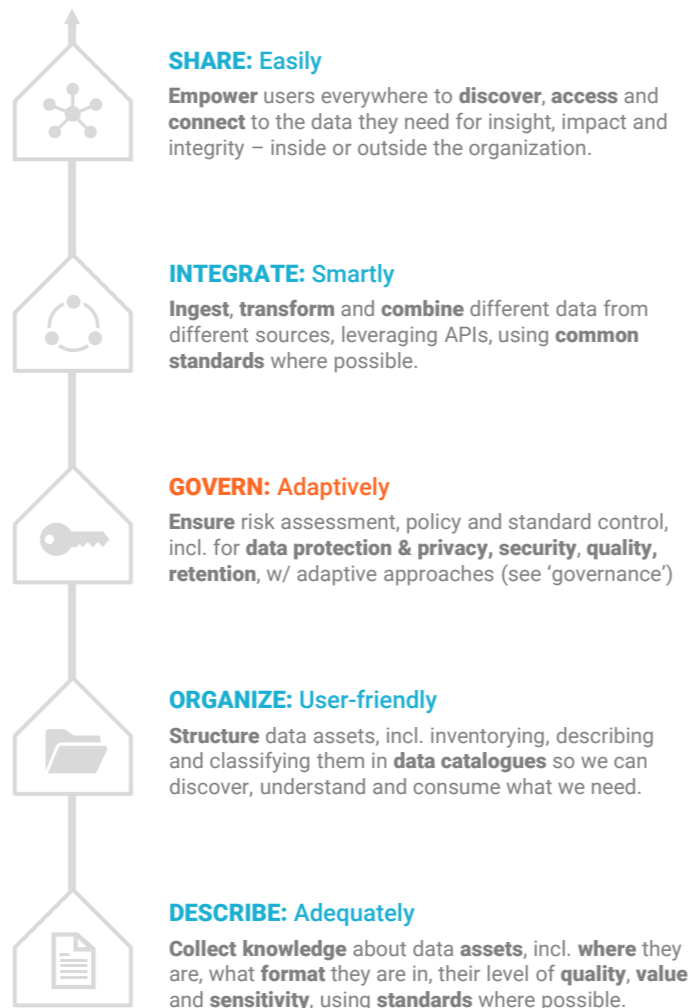 SHARE: Easily
Empower users everywhere to discover, access and
connect to the data they need for insight, impact and
integrity – inside or outside the organization.
INTEGRATE: Smartly
Ingest, transform and combine different data from
different sources, leveraging APIs, using common
standards where possible.
GOVERN: Adaptively
Ensure risk assessment, policy and standard control,
incl. for data protection & privacy, security, quality,
retention, w/ adaptive approaches (see ‘governance’)
ORGANIZE: User-friendly
Structure data assets, incl. inventorying, describing
and classifying them in data catalogues so we can
discover, understand and consume what we need.
DESCRIBE: Adequately
Collect knowledge about data assets, incl. where they
are, what format they are in, their level of quality, value
and sensitivity, using standards where possible.